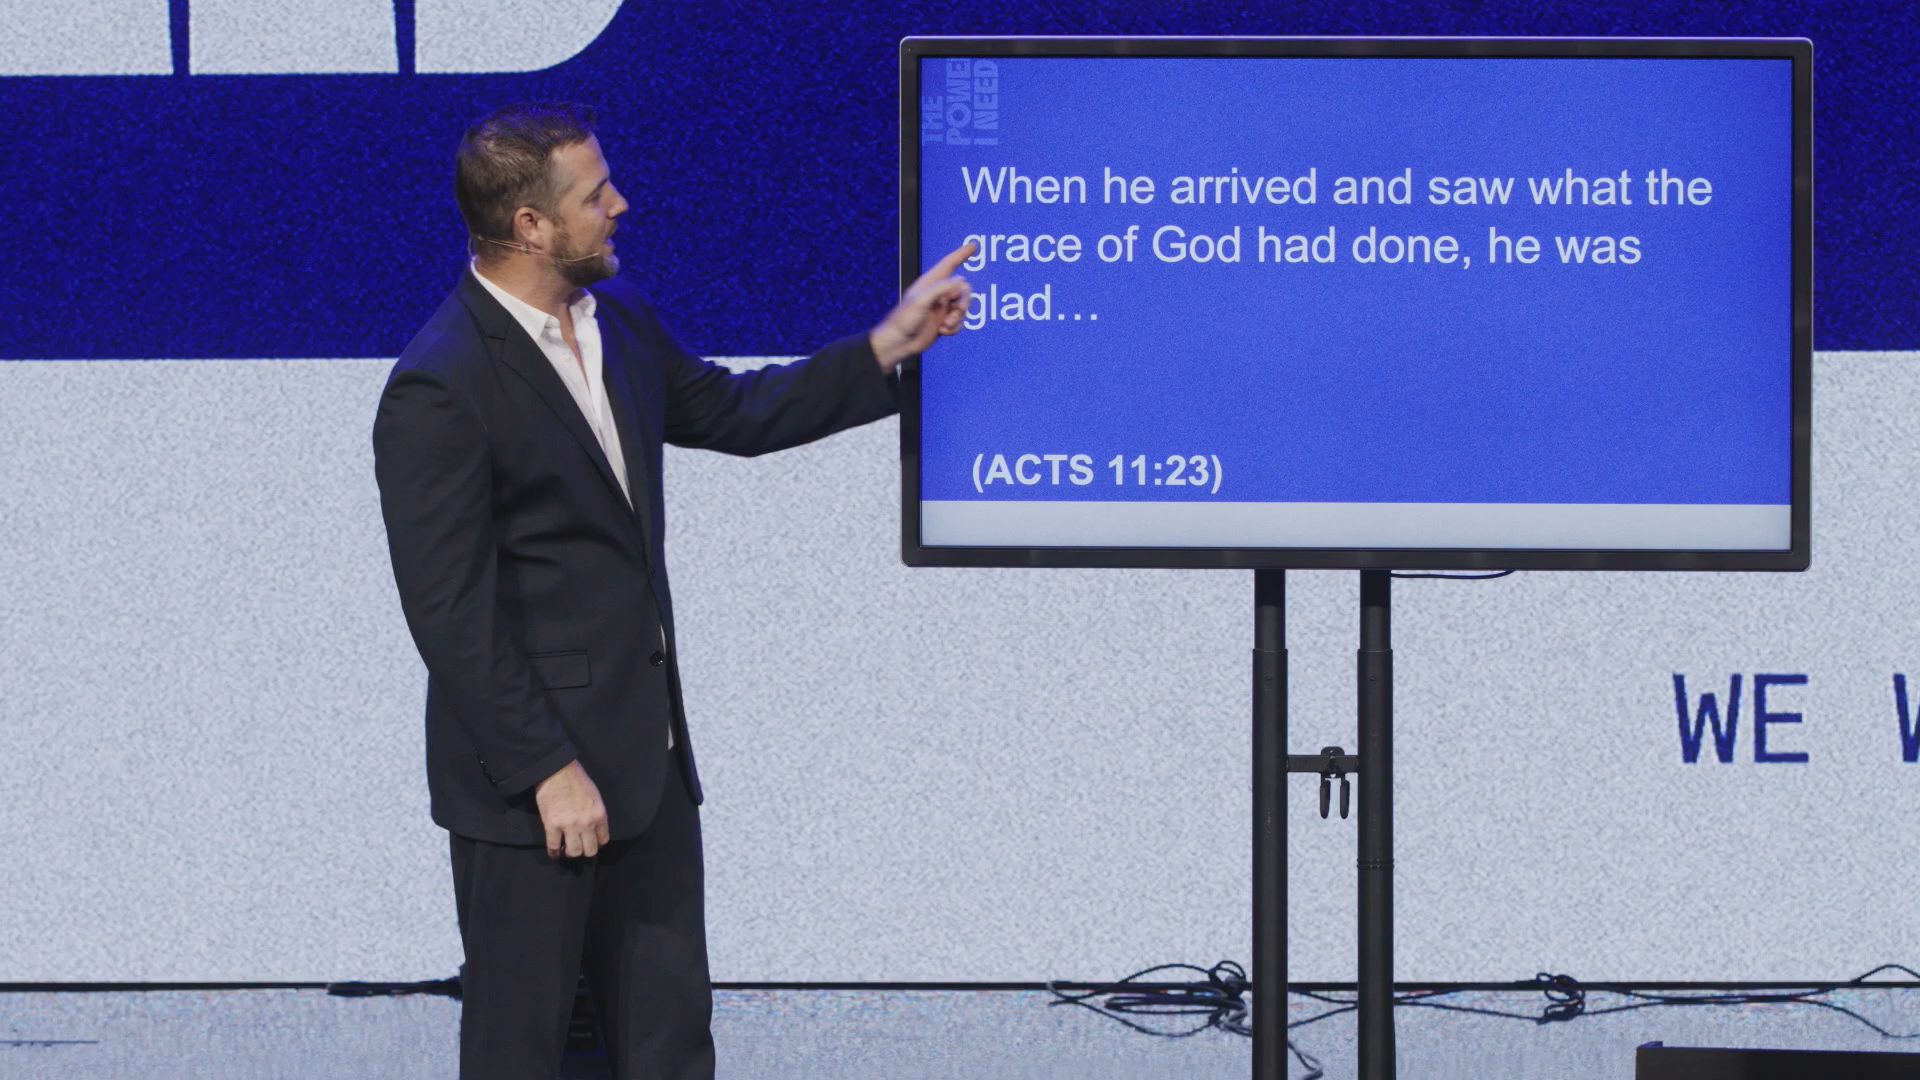 THE
POWE
I NEED
When he arrived and saw what the
grace of God had done, he was
glad…
(ACTS 11:23)
WE